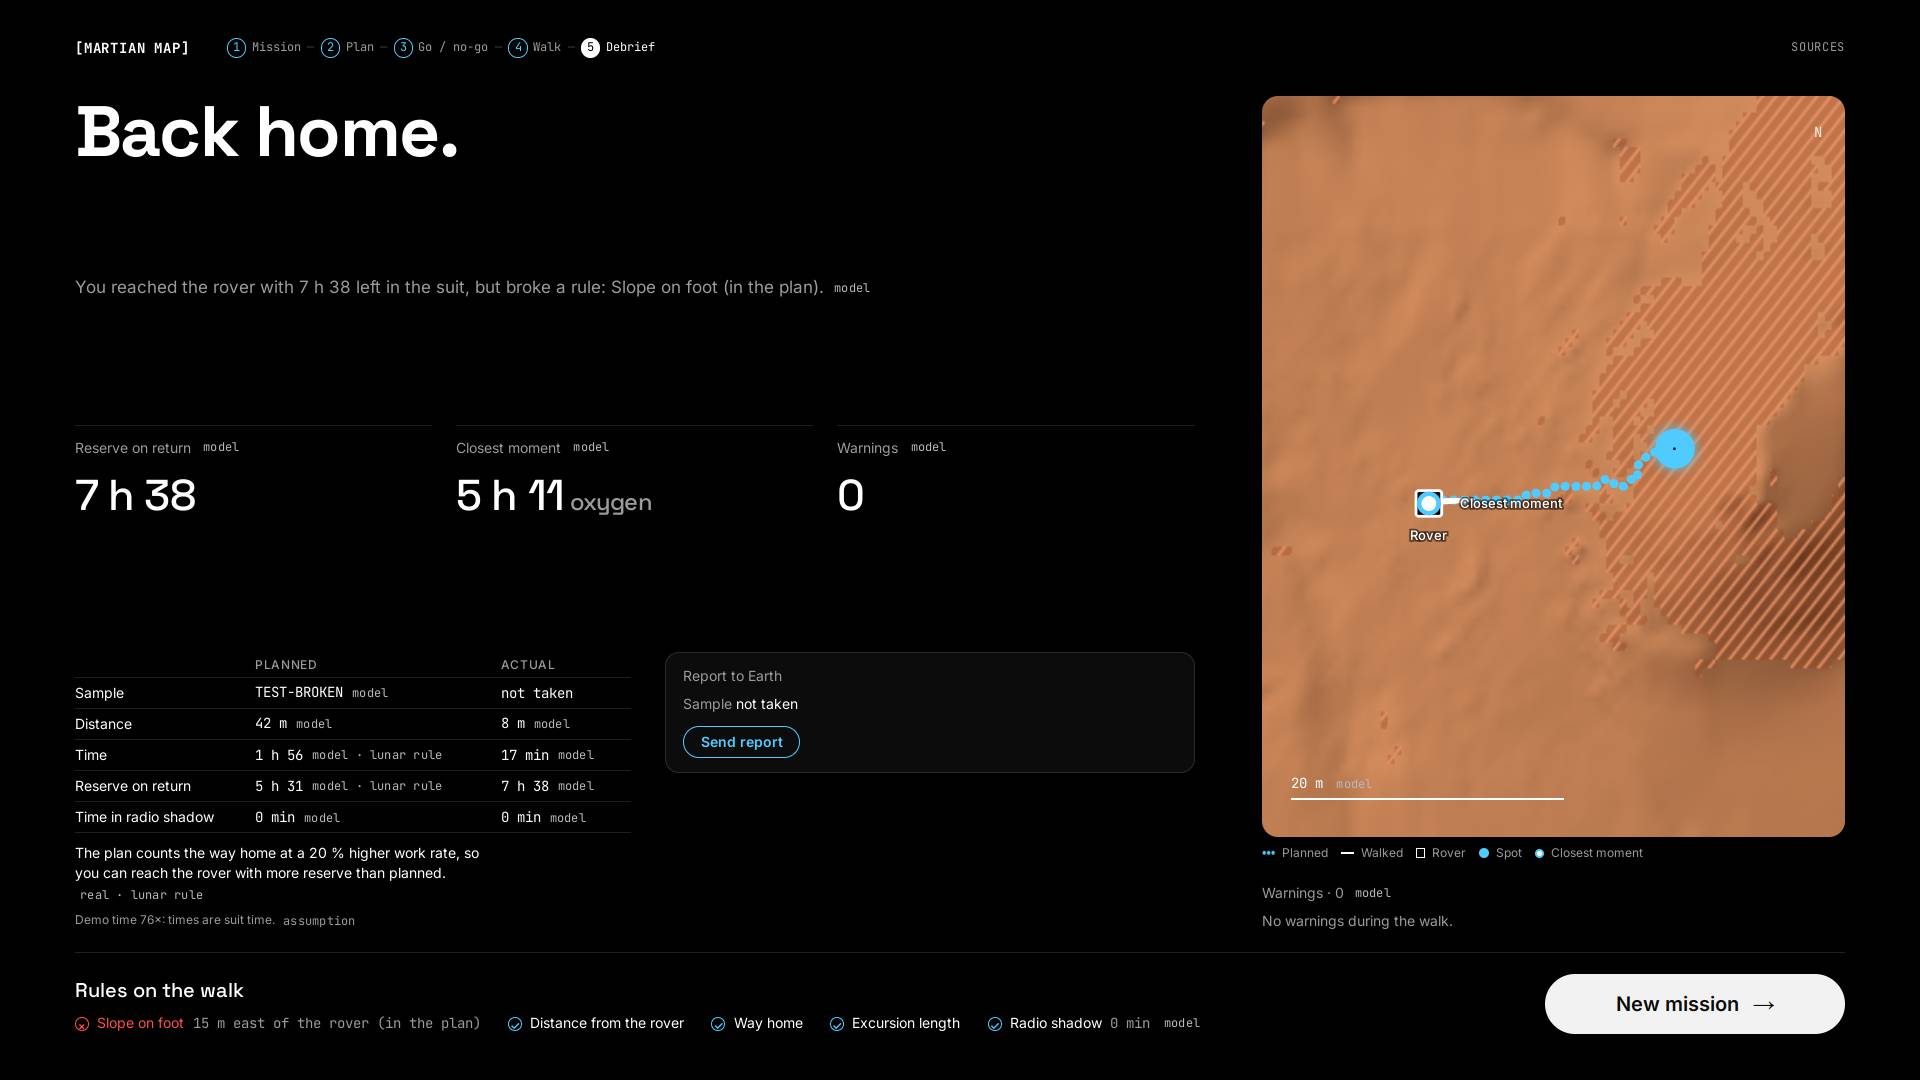 [MARTIAN MAP] 1 Mission — 2 Plan — 3 Go / no-go — 4 Walk — 5 Debrief SOURCES
Back home.
You reached the rover with 7 h 38 left in the suit, but broke a rule: Slope on foot (in the plan). model
Reserve on return model
7 h 38
Closest moment model
5 h 11 oxygen
Warnings model
0
PLANNED ACTUAL
Sample TEST-BROKEN model not taken
Distance 42 m model 8 m model
Time 1 h 56 model · lunar rule 17 min model
Reserve on return 5 h 31 model · lunar rule 7 h 38 model
Time in radio shadow 0 min model 0 min model
The plan counts the way home at a 20 % higher work rate, so
you can reach the rover with more reserve than planned.
real · lunar rule
Demo time 76×: times are suit time. assumption
Report to Earth
Sample not taken
Send report
N
Closest moment
Rover
20 m model
Planned Walked Rover Spot Closest moment
Warnings · 0 model
No warnings during the walk.
Rules on the walk
Slope on foot 15 m east of the rover (in the plan) Distance from the rover Way home Excursion length Radio shadow 0 min model
New mission →